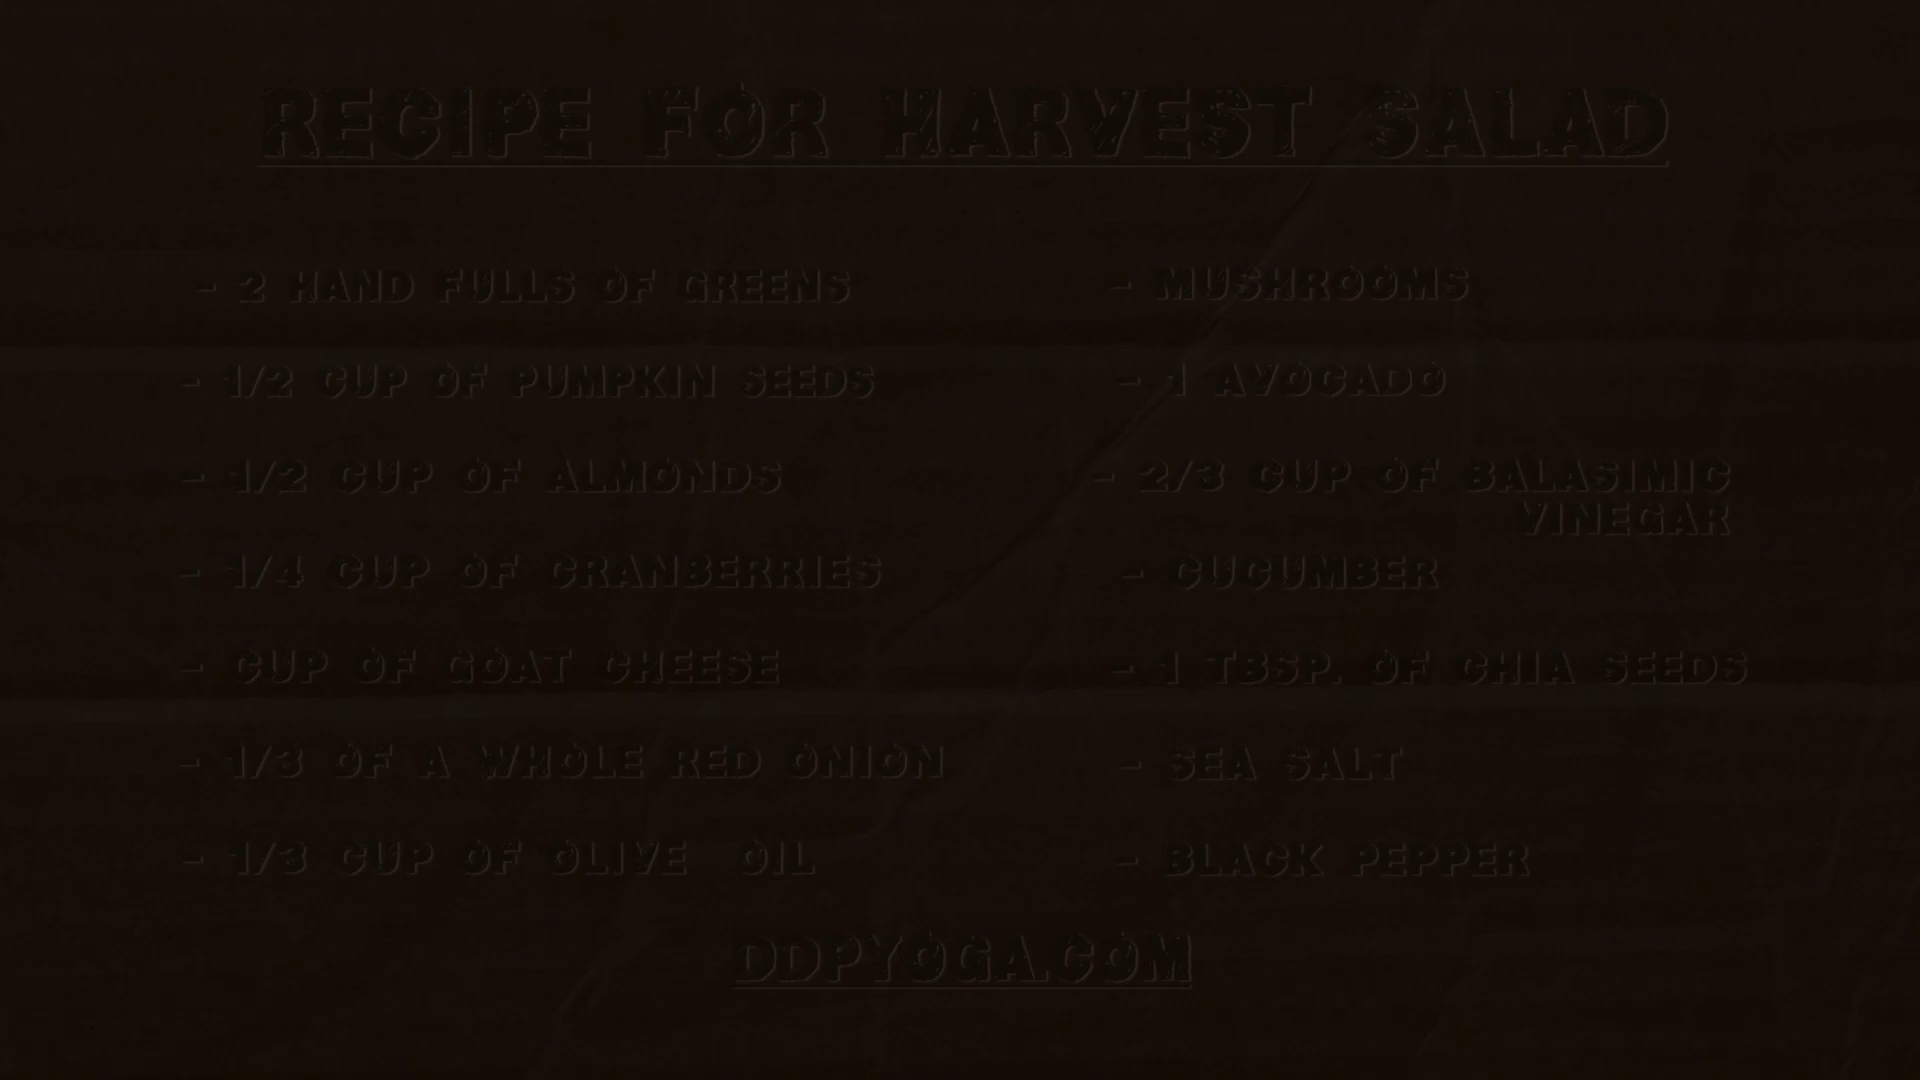 RECIPE FOR HARVEST SALAD
- 2 HAND FULLS OF GREENS
- 1/2 CUP OF PUMPKIN SEEDS
- 1/2 CUP OF ALMONDS
- 1/4 CUP OF CRANBERRIES
- CUP OF GOAT CHEESE
- 1/3 OF A WHOLE RED ONION
- 1/3 CUP OF OLIVE OIL
- MUSHROOMS
- 1 AVOCADO
- 2/3 CUP OF BALASIMIC
VINEGAR
- CUCUMBER
- 1 TBSP. OF CHIA SEEDS
- SEA SALT
- BLACK PEPPER
DDPYOGA.COM